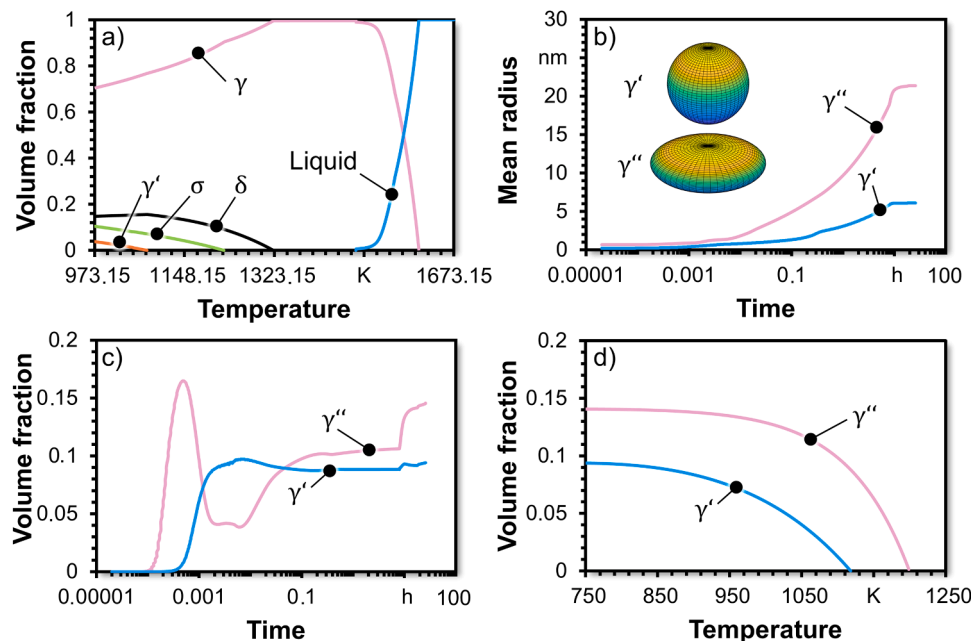 a)
Volume fraction
1
0.8
0.6
0.4
0.2
0
γ
Liquid
γ‘
σ
δ
973.15
1148.15
1323.15
K
1673.15
Temperature
b)
Mean radius
30
nm
20
15
10
5
0
γ‘
γ‘‘
γ‘‘
γ‘
0.00001
0.001
0.1
h
100
Time
c)
Volume fraction
0.2
0.15
0.1
0.05
0
γ‘‘
γ‘
0.00001
0.001
0.1
h
100
Time
d)
Volume fraction
0.2
0.15
0.1
0.05
0
γ‘‘
γ‘
750
850
950
1050
K
1250
Temperature